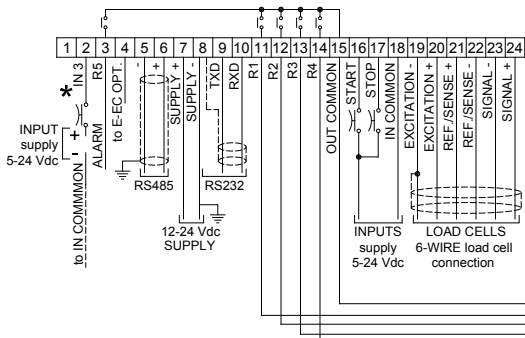 1 2 3 4 5 6 7 8 9 10 11 12 13 14 15 16 17 18 19 20 21 22 23 24
*
IN 3
R5
ALARM
to E-EC OPT.
-
+
SUPPLY +
SUPPLY -
TXD
RXD
R1
R2
R3
R4
OUT COMMON
START
STOP
IN COMMON
EXCITATION -
EXCITATION +
REF./SENSE +
REF./SENSE -
SIGNAL -
SIGNAL +
INPUT
supply
5-24 Vdc
+
-
to IN COMMMON
RS485
RS232
12-24 Vdc
SUPPLY
INPUTS
supply
5-24 Vdc
LOAD CELLS
6-WIRE load cell
connection